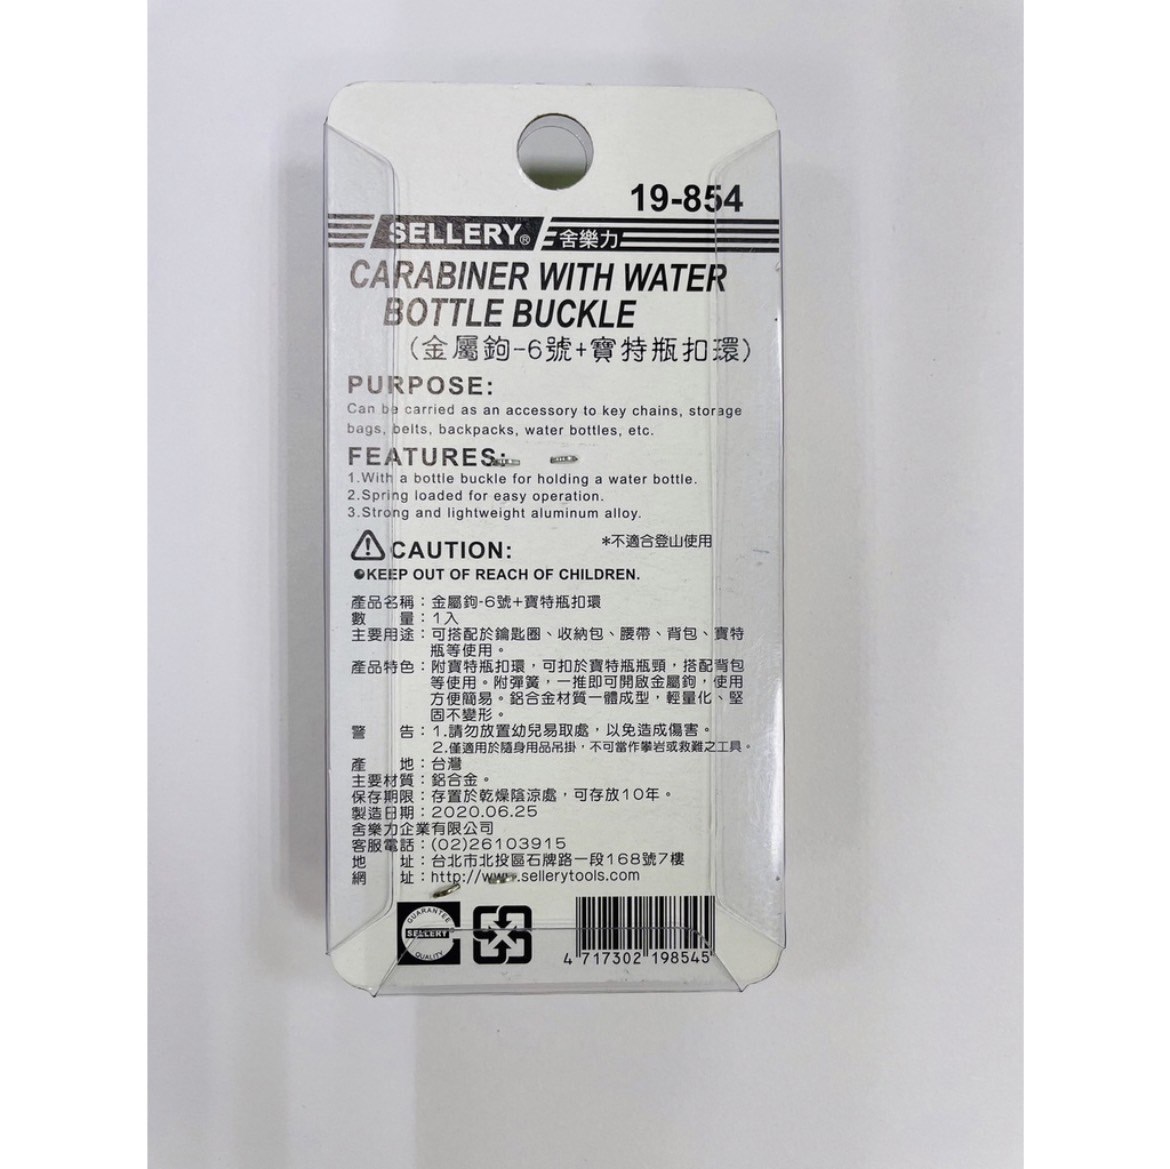 19-854
SELLERY® 舍樂力
CARABINER WITH WATER
BOTTLE BUCKLE
(金屬鉤-6號+寶特瓶扣環)
PURPOSE:
Can be carried as an accessory to key chains, storage
bags, belts, backpacks, water bottles, etc.
FEATURES:
1.With a bottle buckle for holding a water bottle.
2.Spring loaded for easy operation.
3.Strong and lightweight aluminum alloy.
CAUTION: *不適合登山使用
●KEEP OUT OF REACH OF CHILDREN.
產品名稱：金屬鉤-6號+寶特瓶扣環
數　　量：1入
主要用途：可搭配於鑰匙圈、收納包、腰帶、背包、寶特
瓶等使用。
產品特色：附寶特瓶扣環，可扣於寶特瓶瓶頸，搭配背包
等使用。附彈簧，一推即可開啟金屬鉤，使用
方便簡易。鋁合金材質一體成型，輕量化、堅
固不變形。
警　　告：1.請勿放置幼兒易取處，以免造成傷害。
2.僅適用於隨身用品吊掛，不可當作攀岩或救難之工具。
產　　地：台灣
主要材質：鋁合金。
保存期限：存置於乾燥陰涼處，可存放10年。
製造日期：2020.06.25
舍樂力企業有限公司
客服電話：(02)26103915
地　　址：台北市北投區石牌路一段168號7樓
網　　址：http://www.sellerytools.com
GUARANTEE
SELLERY
QUALITY
4 717302 198545